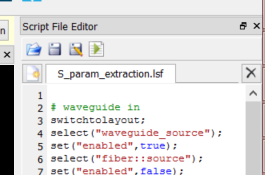 n
Script File Editor
S_param_extraction.lsf
1
2 # waveguide in
3 switchtolayout;
4 select("waveguide_source");
5 set("enabled",true);
6 select("fiber::source");
7 set("enabled",false);